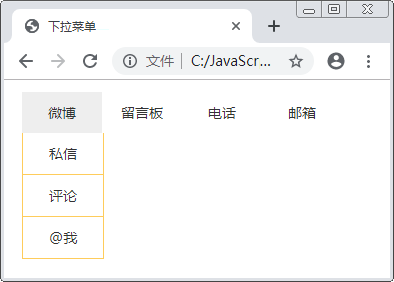 下拉菜单
文件 C:/JavaScr...
微博 留言板 电话 邮箱
私信
评论
@我